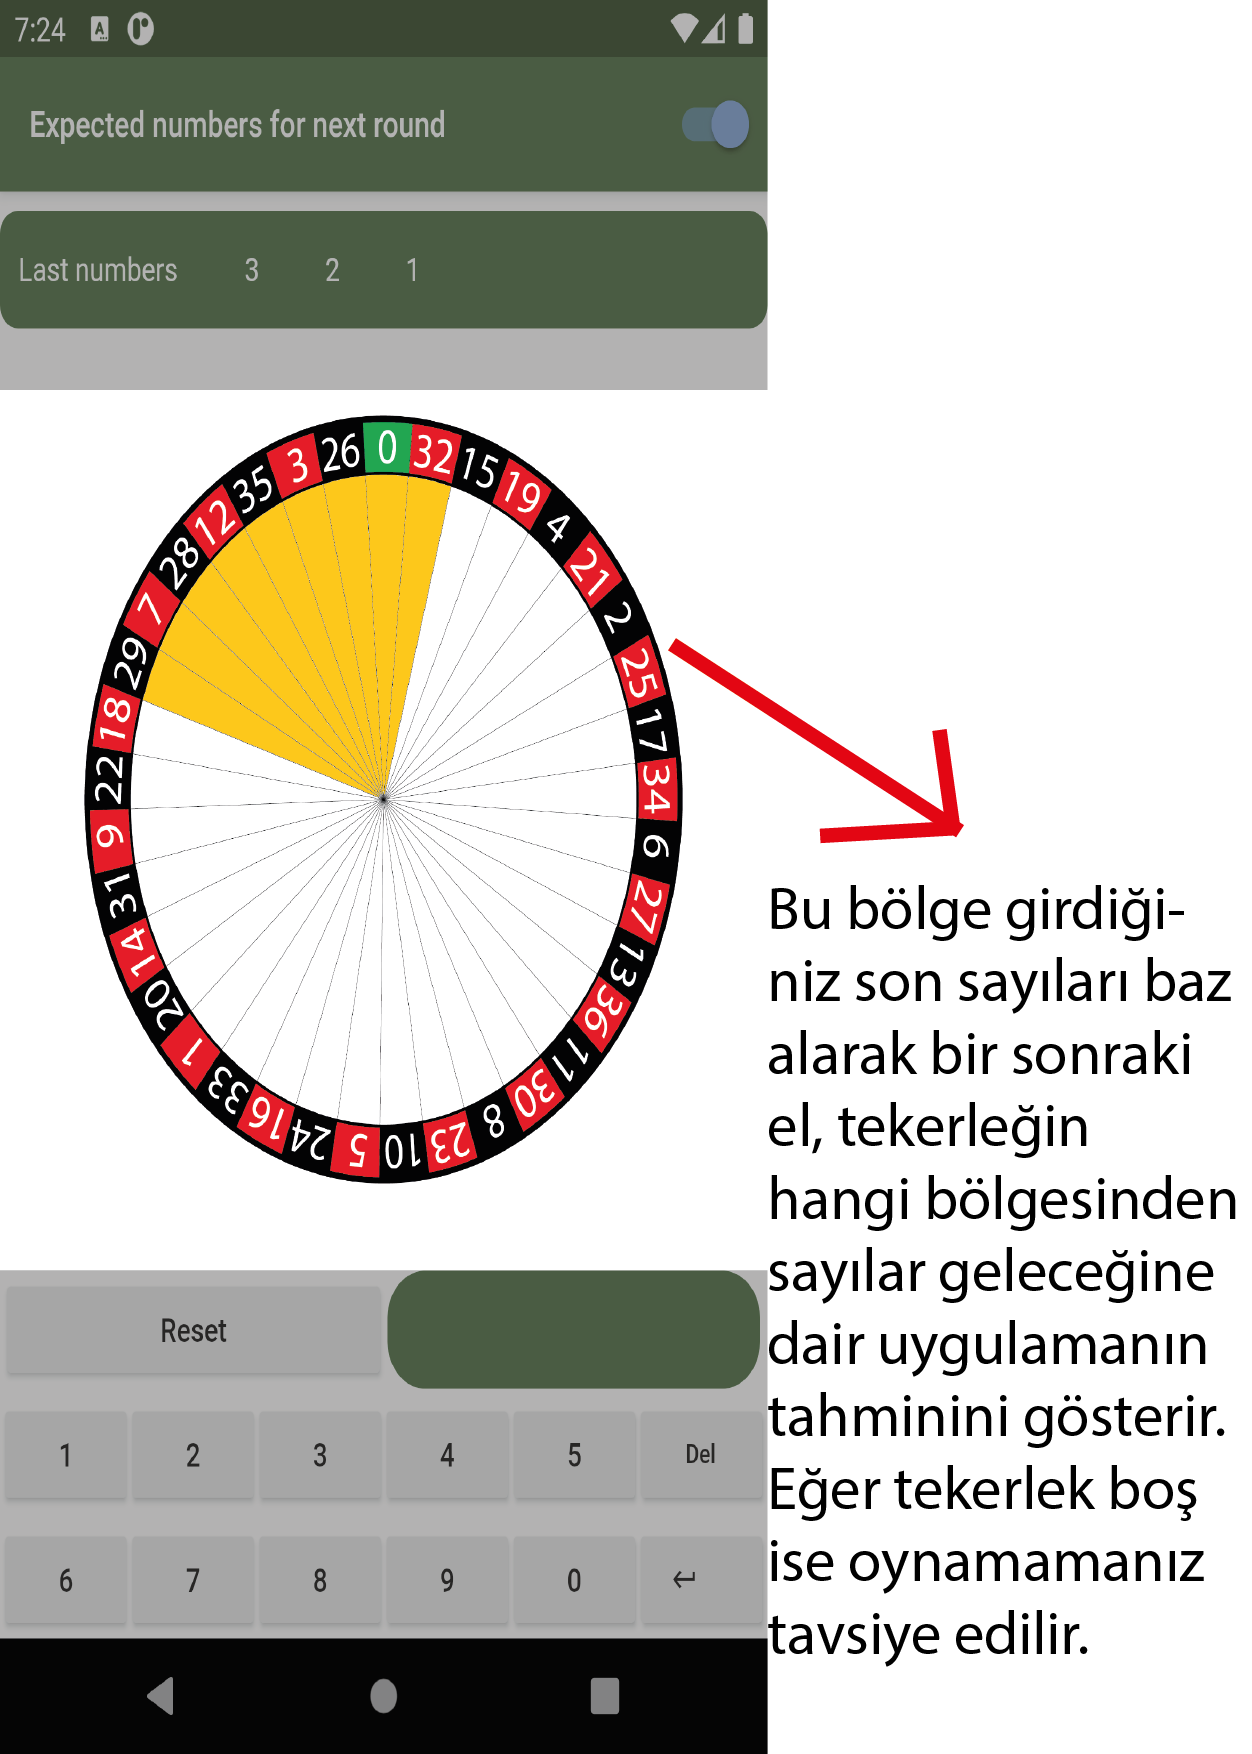 7:24
Expected numbers for next round
Last numbers 3 2 1
0 32 15 19 4 21 2 25 17 34 6 27 13 36 11 30 8 23 10 5 24 16 33 1 20 14 31 9 22 18 29 7 28 12 35 3 26
Bu bölge girdiği-
niz son sayıları baz
alarak bir sonraki
el, tekerleğin
hangi bölgesinden
sayılar geleceğine
dair uygulamanın
tahminini gösterir.
Eğer tekerlek boş
ise oynamamanız
tavsiye edilir.
Reset
1 2 3 4 5 Del
6 7 8 9 0